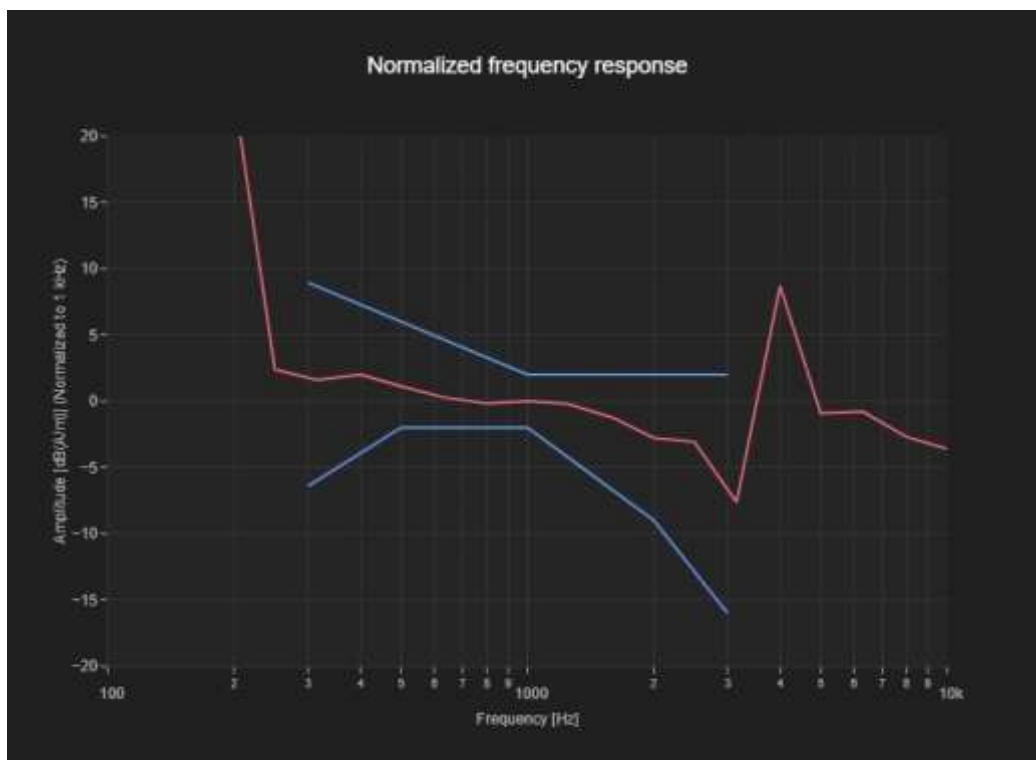 Normalized frequency response
Amplitude [dB(A/m)] (Normalized to 1 KHz)
20
15
10
5
0
−5
−10
−15
−20
100 2 3 4 5 6 7 8 9 1000 2 3 4 5 6 7 8 9 10k
Frequency [Hz]